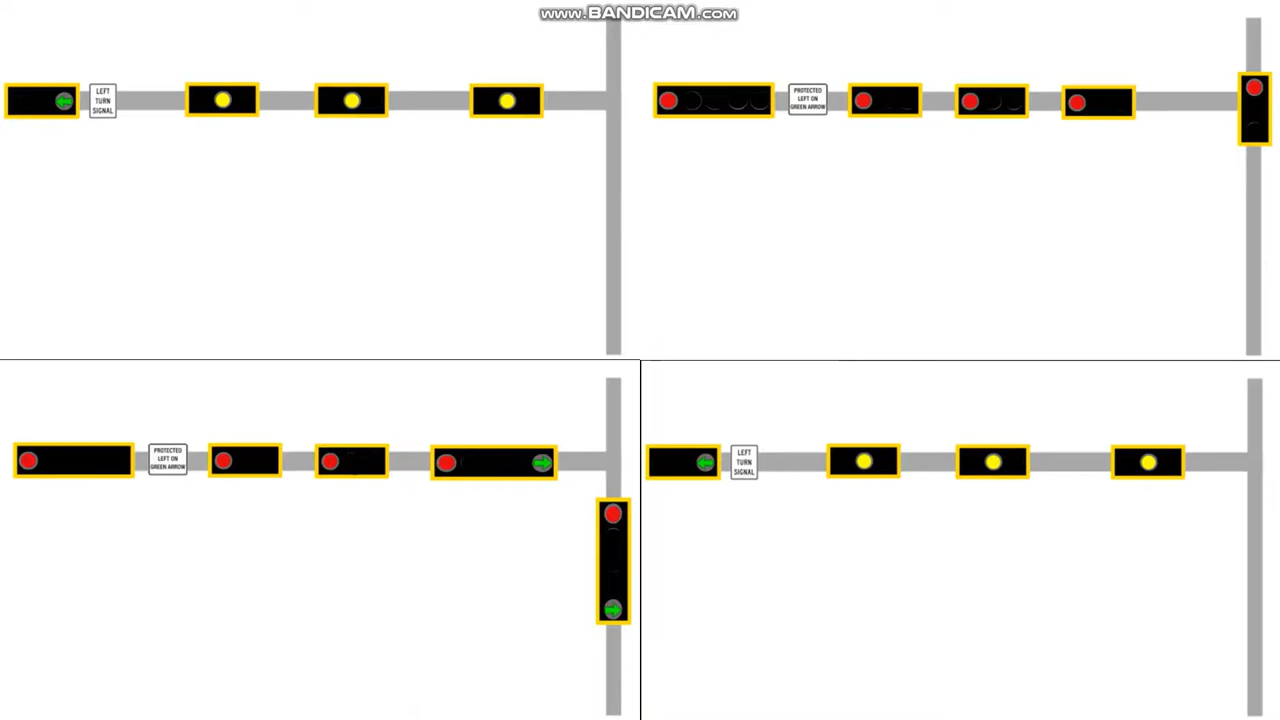 www.BANDICAM.com
LEFT
TURN
SIGNAL
PROTECTED
LEFT ON
GREEN ARROW
PROTECTED
LEFT ON
GREEN ARROW
LEFT
TURN
SIGNAL